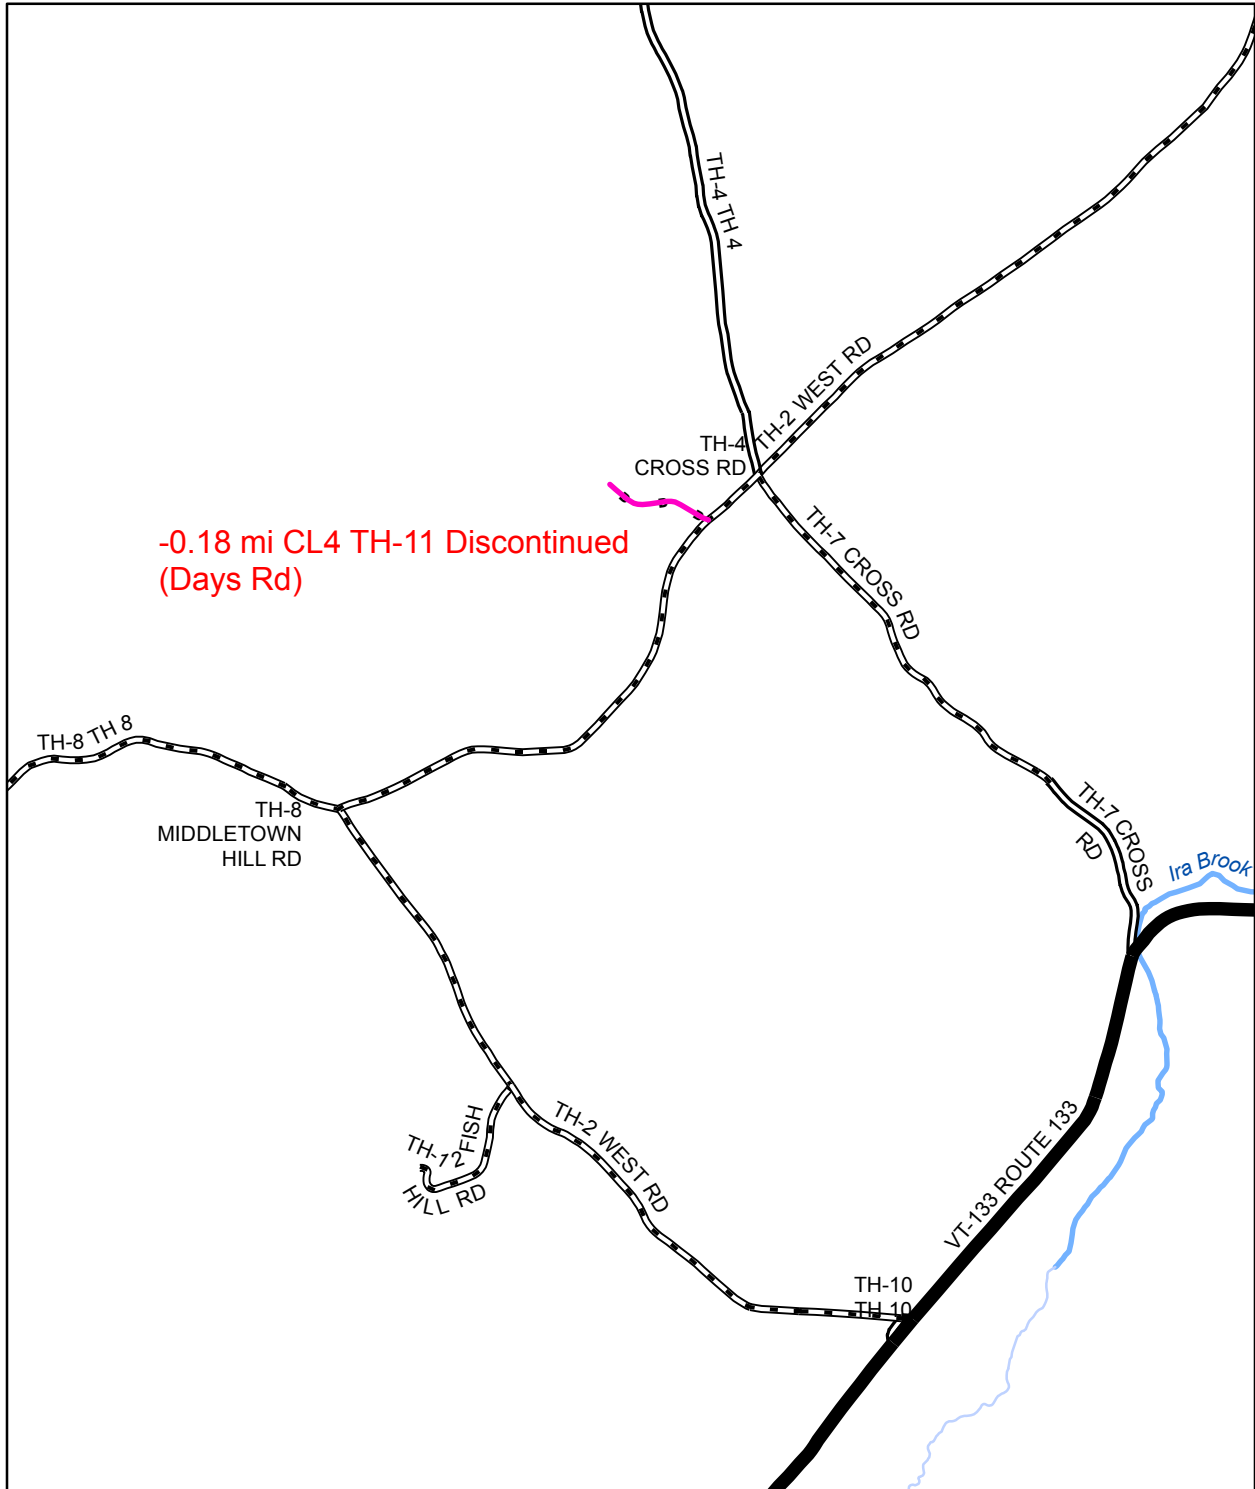 TH-4 TH 4
TH-2 WEST RD
TH-4
CROSS RD
-0.18 mi CL4 TH-11 Discontinued
(Days Rd)
TH-7 CROSS RD
TH-8 TH 8
TH-8
MIDDLETOWN
HILL RD
TH-7 CROSS
RD
Ira Brook
TH-12 FISH
HILL RD
TH-2 WEST RD
VT-133 ROUTE 133
TH-10
TH 10